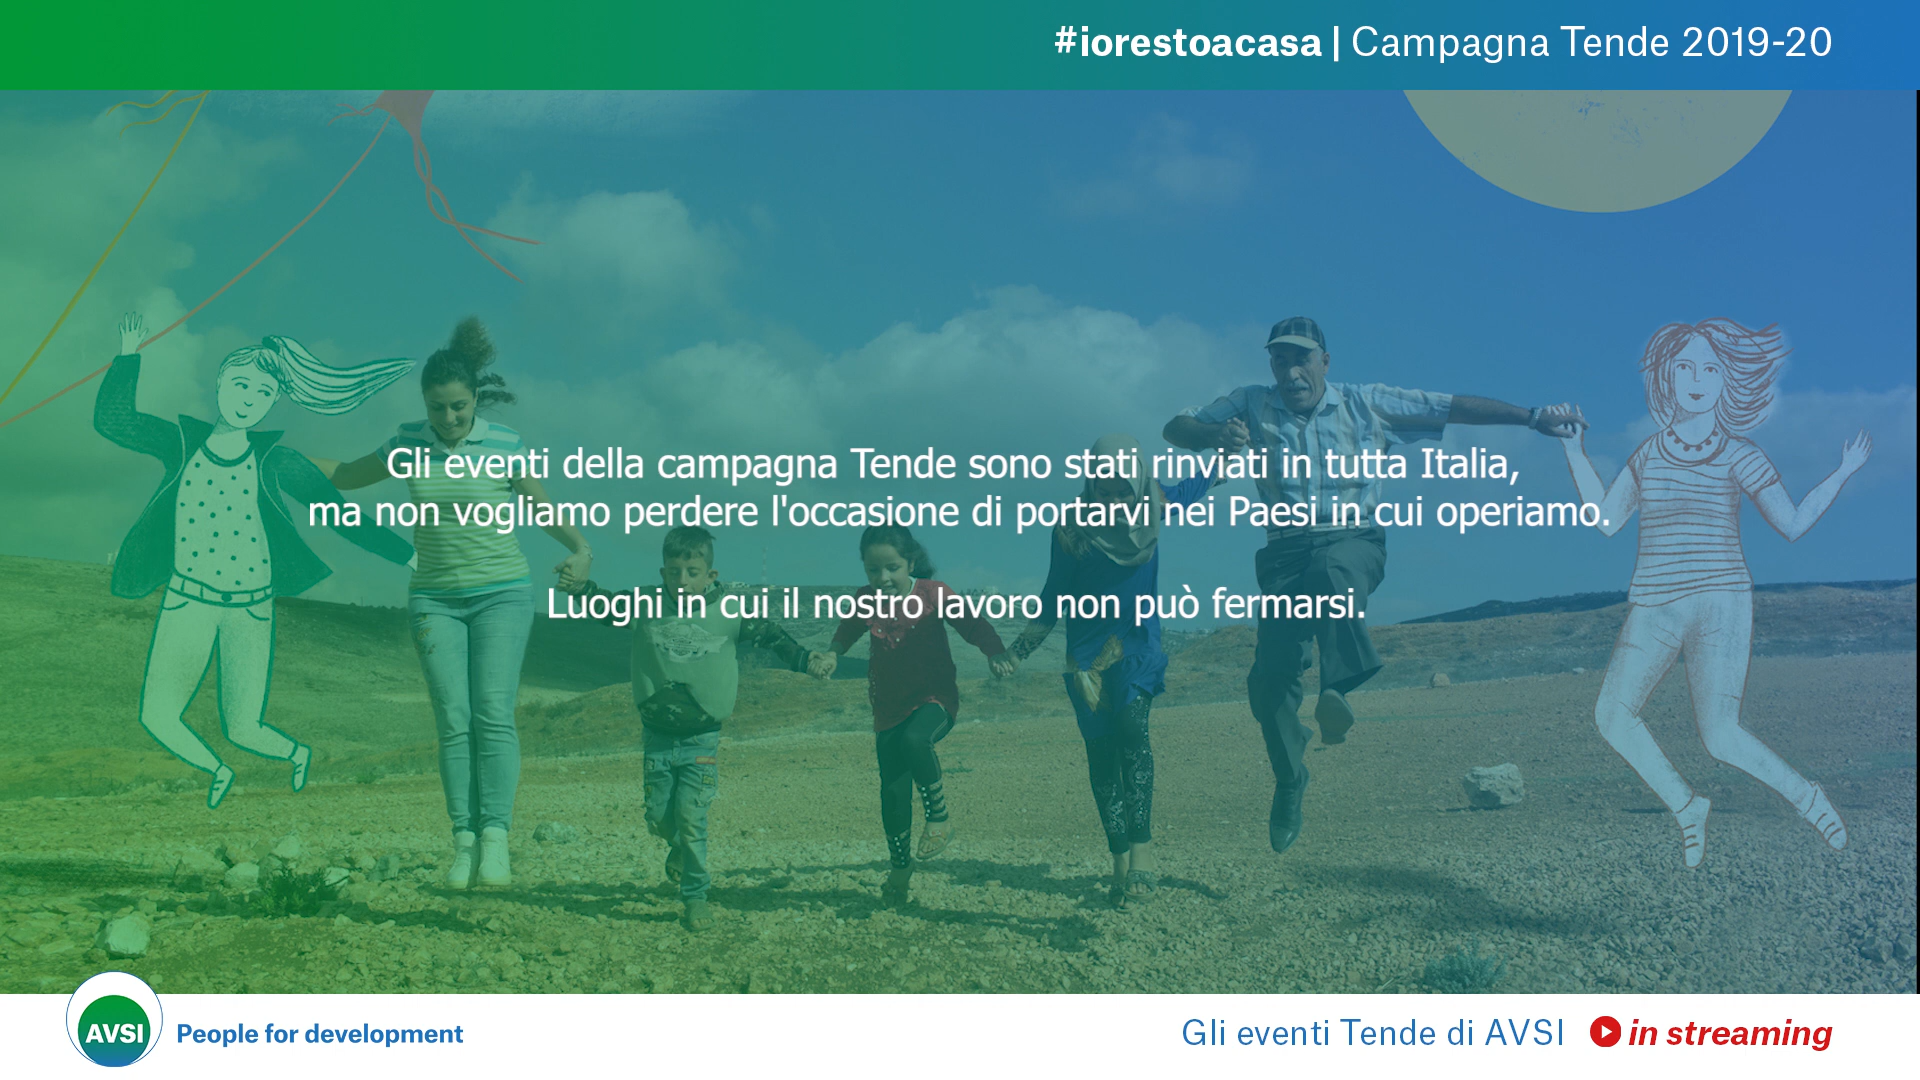 #iorestoacasa | Campagna Tende 2019-20
Gli eventi della campagna Tende sono stati rinviati in tutta Italia,
ma non vogliamo perdere l'occasione di portarvi nei Paesi in cui operiamo.
Luoghi in cui il nostro lavoro non può fermarsi.
AVSI People for development
Gli eventi Tende di AVSI in streaming